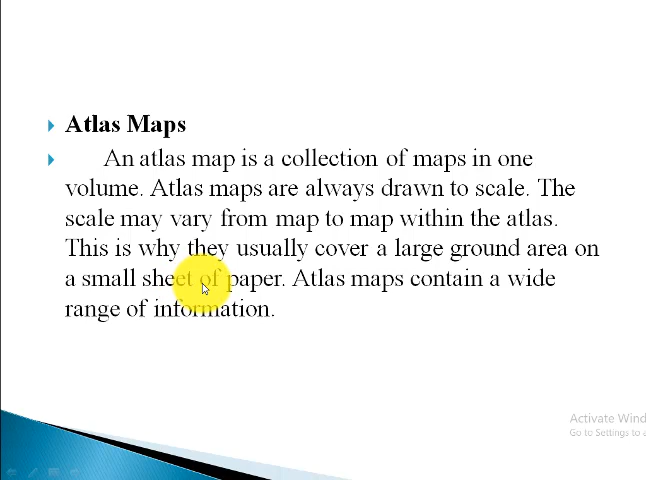 Atlas Maps
An atlas map is a collection of maps in one
volume. Atlas maps are always drawn to scale. The
scale may vary from map to map within the atlas.
This is why they usually cover a large ground area on
a small sheet of paper. Atlas maps contain a wide
range of information.
Activate Wind
Go to Settings to a